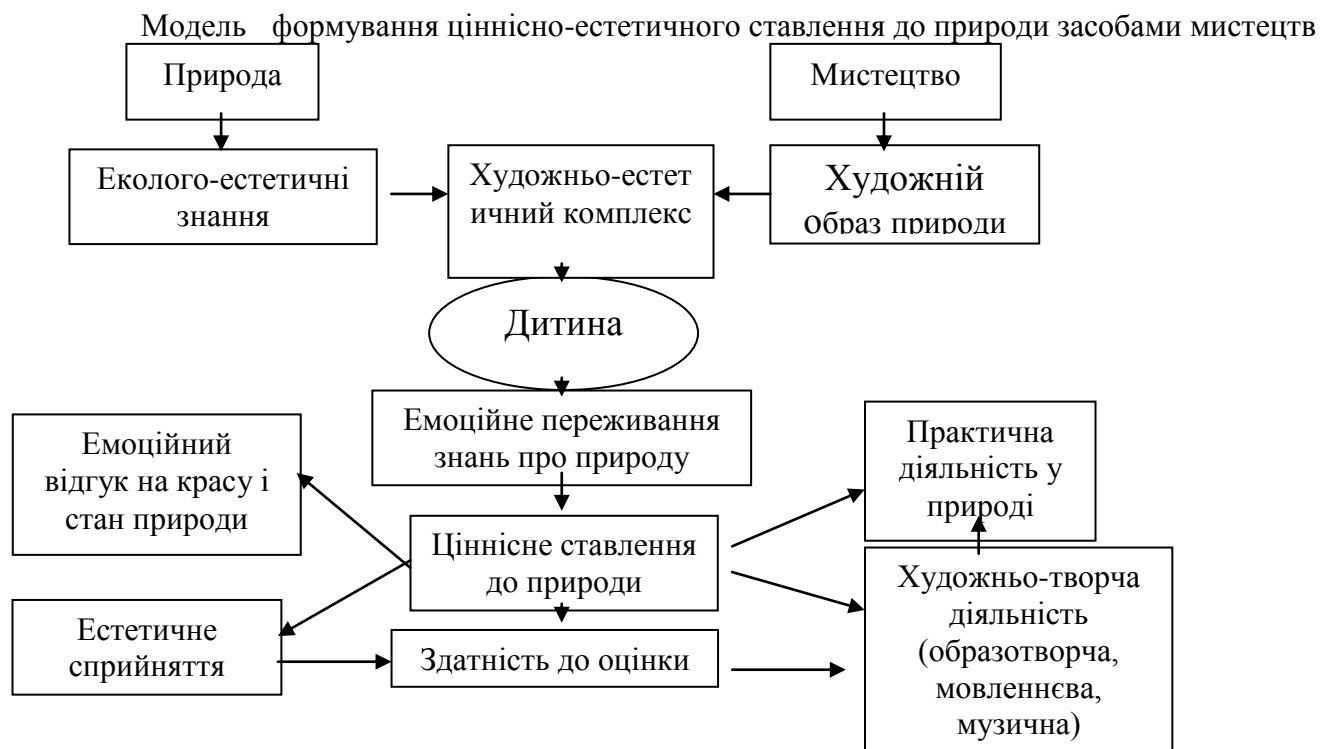 Модель формування ціннісно-естетичного ставлення до природи засобами мистецтв
Природа
Мистецтво
Еколого-естетичні
знання
Художньо-естет
ичний комплекс
Художній
образ природи
Дитина
Емоційне переживання
знань про природу
Емоційний
відгук на красу і
стан природи
Практична
діяльність у
природі
Ціннісне ставлення
до природи
Естетичне
сприйняття
Здатність до оцінки
Художньо-творча
діяльність
(образотворча,
мовленнєва,
музична)